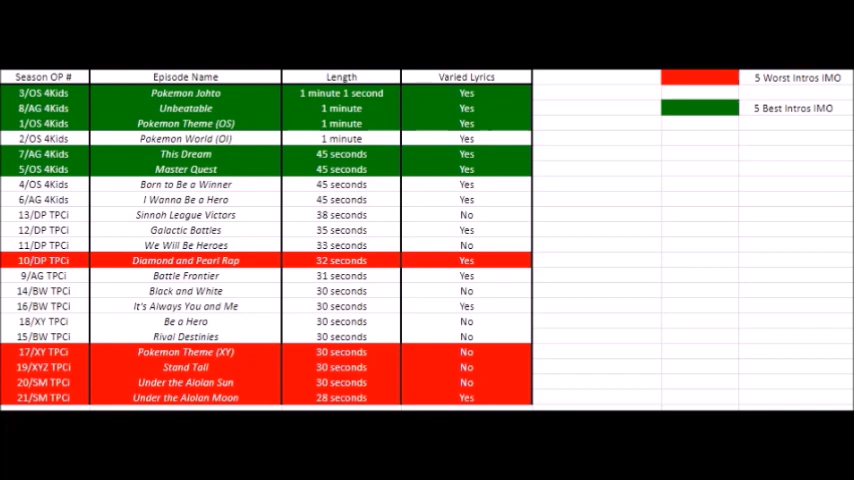 Season OP # Episode Name Length Varied Lyrics 5 Worst Intros IMO
3/OS 4Kids Pokemon Johto 1 minute 1 second Yes
8/AG 4Kids Unbeatable 1 minute Yes 5 Best Intros IMO
1/OS 4Kids Pokemon Theme (OS) 1 minute Yes
2/OS 4Kids Pokemon World (OI) 1 minute Yes
7/AG 4Kids This Dream 45 seconds Yes
5/OS 4Kids Master Quest 45 seconds Yes
4/OS 4Kids Born to Be a Winner 45 seconds Yes
6/AG 4Kids I Wanna Be a Hero 45 seconds Yes
13/DP TPCi Sinnoh League Victors 38 seconds No
12/DP TPCi Galactic Battles 35 seconds Yes
11/DP TPCi We Will Be Heroes 33 seconds No
10/DP TPCi Diamond and Pearl Rap 32 seconds Yes
9/AG TPCi Battle Frontier 31 seconds Yes
14/BW TPCi Black and White 30 seconds No
16/BW TPCi It's Always You and Me 30 seconds Yes
18/XY TPCi Be a Hero 30 seconds No
15/BW TPCi Rival Destinies 30 seconds No
17/XY TPCi Pokemon Theme (XY) 30 seconds No
19/XYZ TPCi Stand Tall 30 seconds No
20/SM TPCi Under the Alolan Sun 30 seconds No
21/SM TPCi Under the Alolan Moon 28 seconds Yes